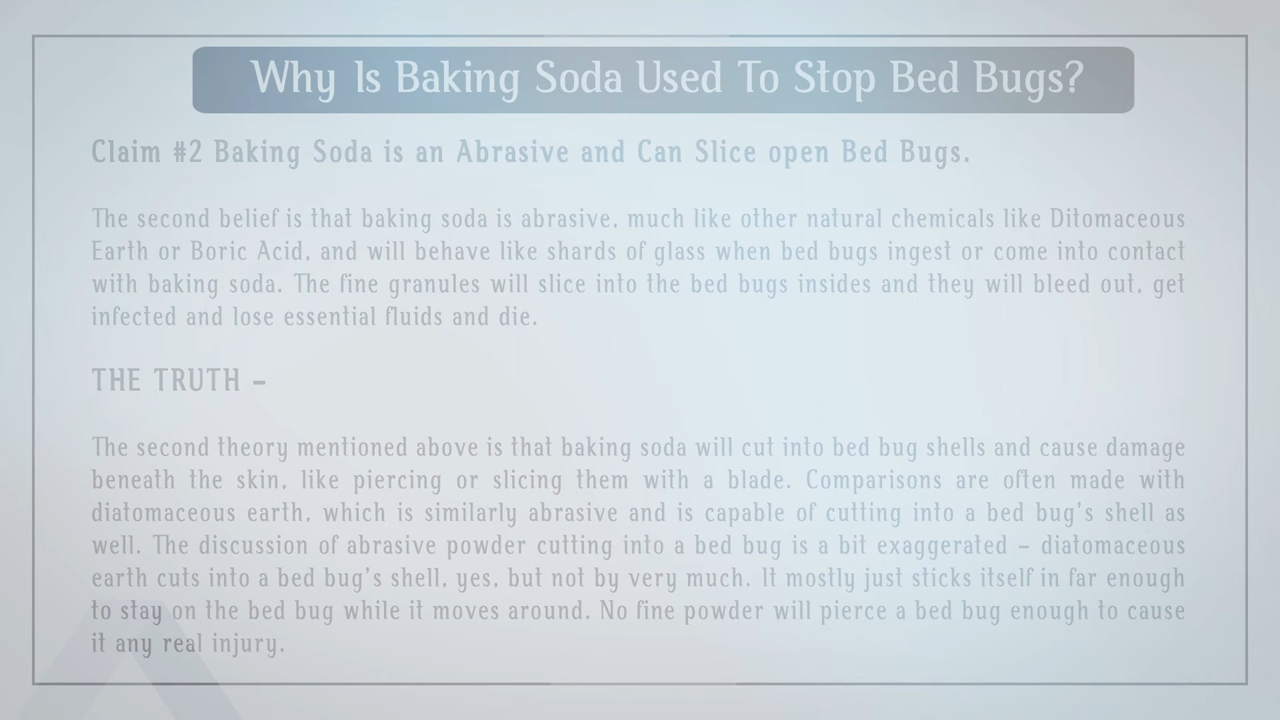 Why Is Baking Soda Used To Stop Bed Bugs?
Claim #2 Baking Soda is an Abrasive and Can Slice open Bed Bugs.
The second belief is that baking soda is abrasive, much like other natural chemicals like Ditomaceous
Earth or Boric Acid, and will behave like shards of glass when bed bugs ingest or come into contact
with baking soda. The fine granules will slice into the bed bugs insides and they will bleed out, get
infected and lose essential fluids and die.
THE TRUTH –
The second theory mentioned above is that baking soda will cut into bed bug shells and cause damage
beneath the skin, like piercing or slicing them with a blade. Comparisons are often made with
diatomaceous earth, which is similarly abrasive and is capable of cutting into a bed bug's shell as
well. The discussion of abrasive powder cutting into a bed bug is a bit exaggerated – diatomaceous
earth cuts into a bed bug's shell, yes, but not by very much. It mostly just sticks itself in far enough
to stay on the bed bug while it moves around. No fine powder will pierce a bed bug enough to cause
it any real injury.